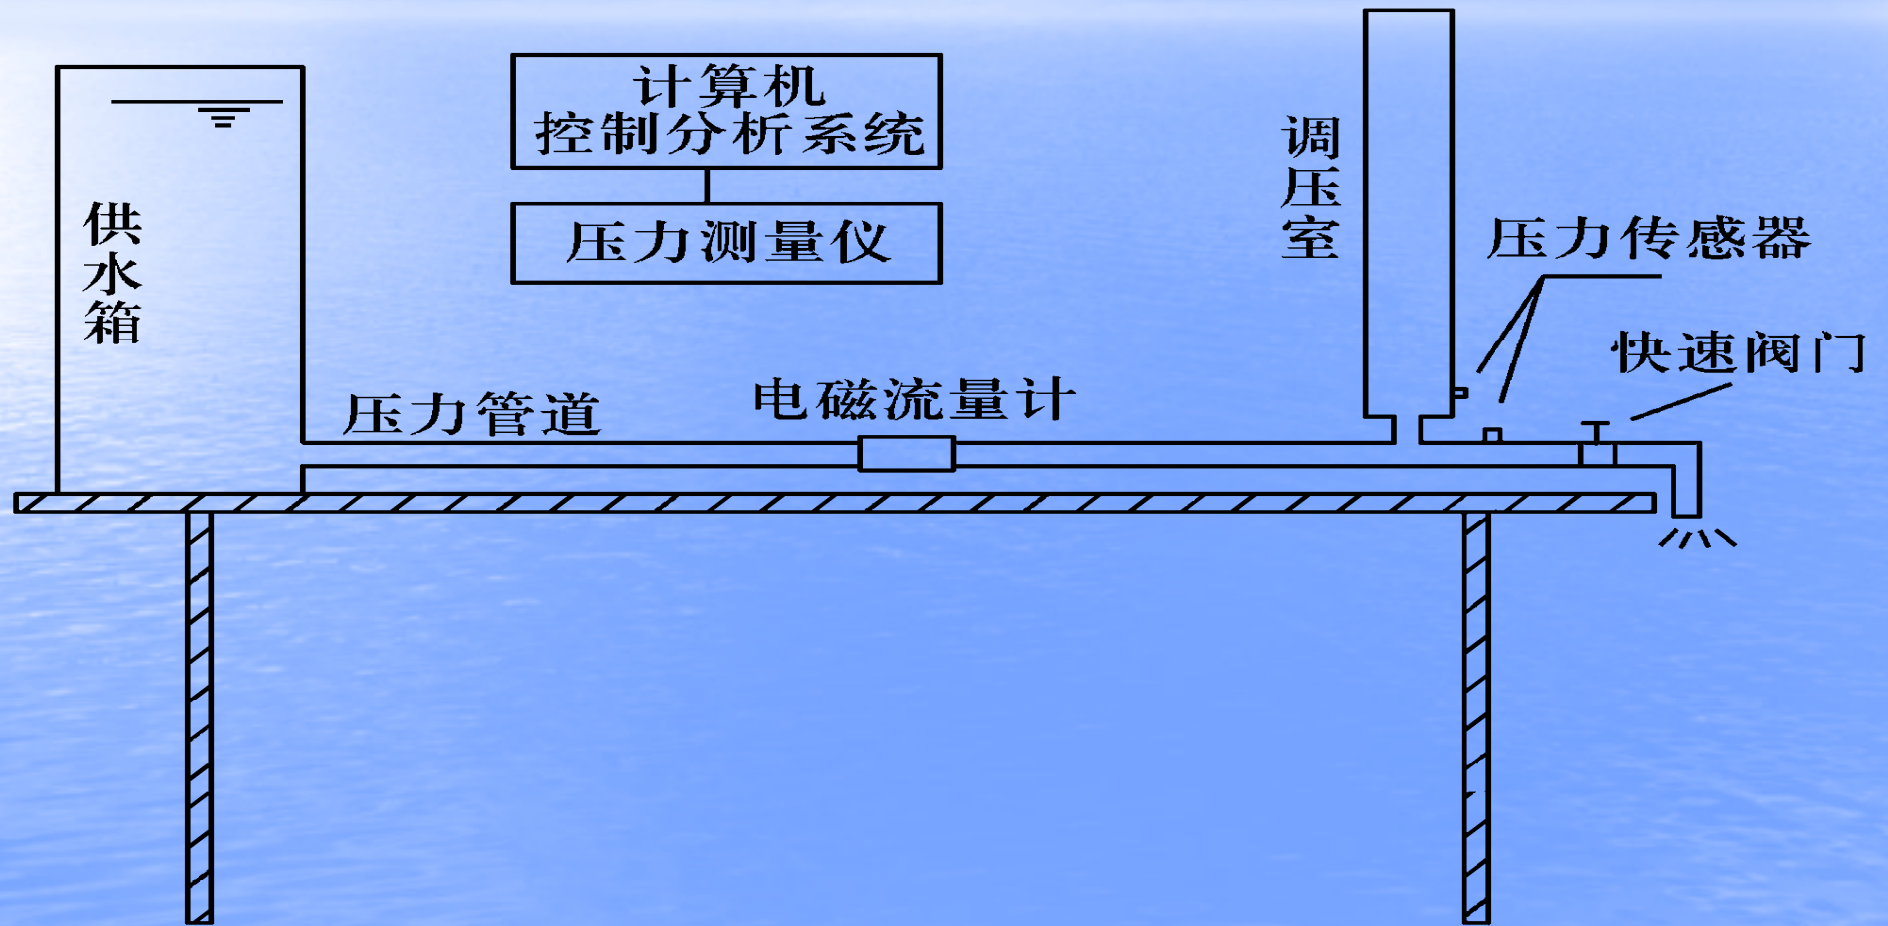 计算机
控制分析系统
压力测量仪
供水箱
调压室
压力传感器
快速阀门
压力管道
电磁流量计